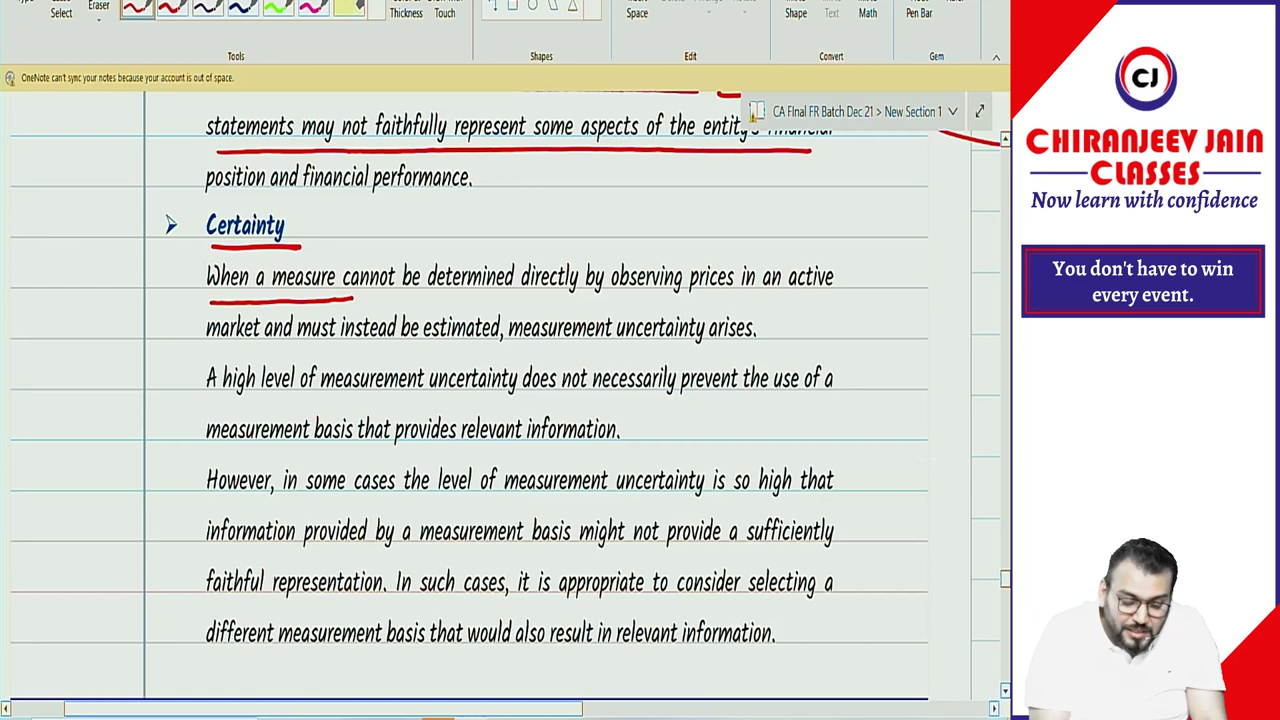 Eraser
Select
Thickness
Touch
Space
Shape
Text
Math
Pen Bar
Tools
Shapes
Edit
Convert
Gem
OneNote can't sync your notes because your account is out of space.
CA FInal FR Batch Dec 21 > New Section 1
statements may not faithfully represent some aspects of the entity's financial
position and financial performance.
Certainty
When a measure cannot be determined directly by observing prices in an active
market and must instead be estimated, measurement uncertainty arises.
A high level of measurement uncertainty does not necessarily prevent the use of a
measurement basis that provides relevant information.
However, in some cases the level of measurement uncertainty is so high that
information provided by a measurement basis might not provide a sufficiently
faithful representation. In such cases, it is appropriate to consider selecting a
different measurement basis that would also result in relevant information.
CJ
CHIRANJEEV JAIN
CLASSES
Now learn with confidence
You don't have to win
every event.